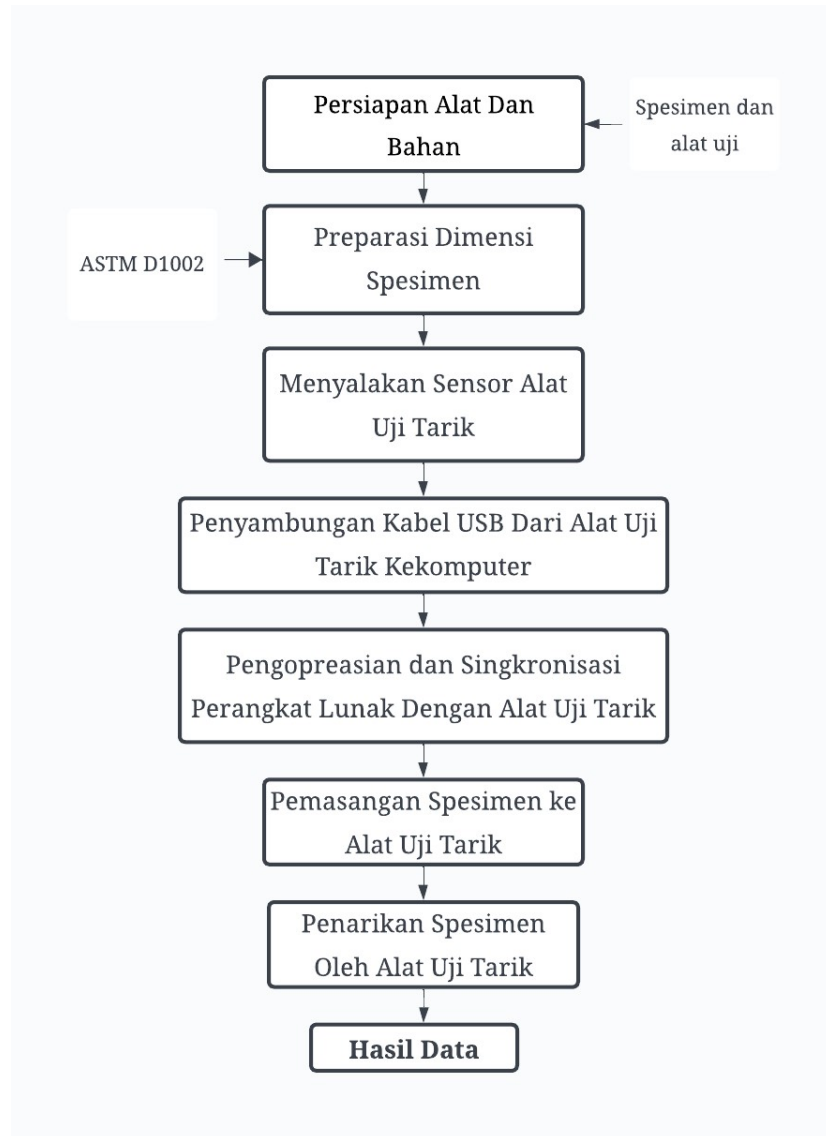 Persiapan Alat Dan
Bahan
Spesimen dan
alat uji
Preparasi Dimensi
Spesimen
ASTM D1002
Menyalakan Sensor Alat
Uji Tarik
Penyambungan Kabel USB Dari Alat Uji
Tarik Kekomputer
Pengopreasian dan Singkronisasi
Perangkat Lunak Dengan Alat Uji Tarik
Pemasangan Spesimen ke
Alat Uji Tarik
Penarikan Spesimen
Oleh Alat Uji Tarik
Hasil Data